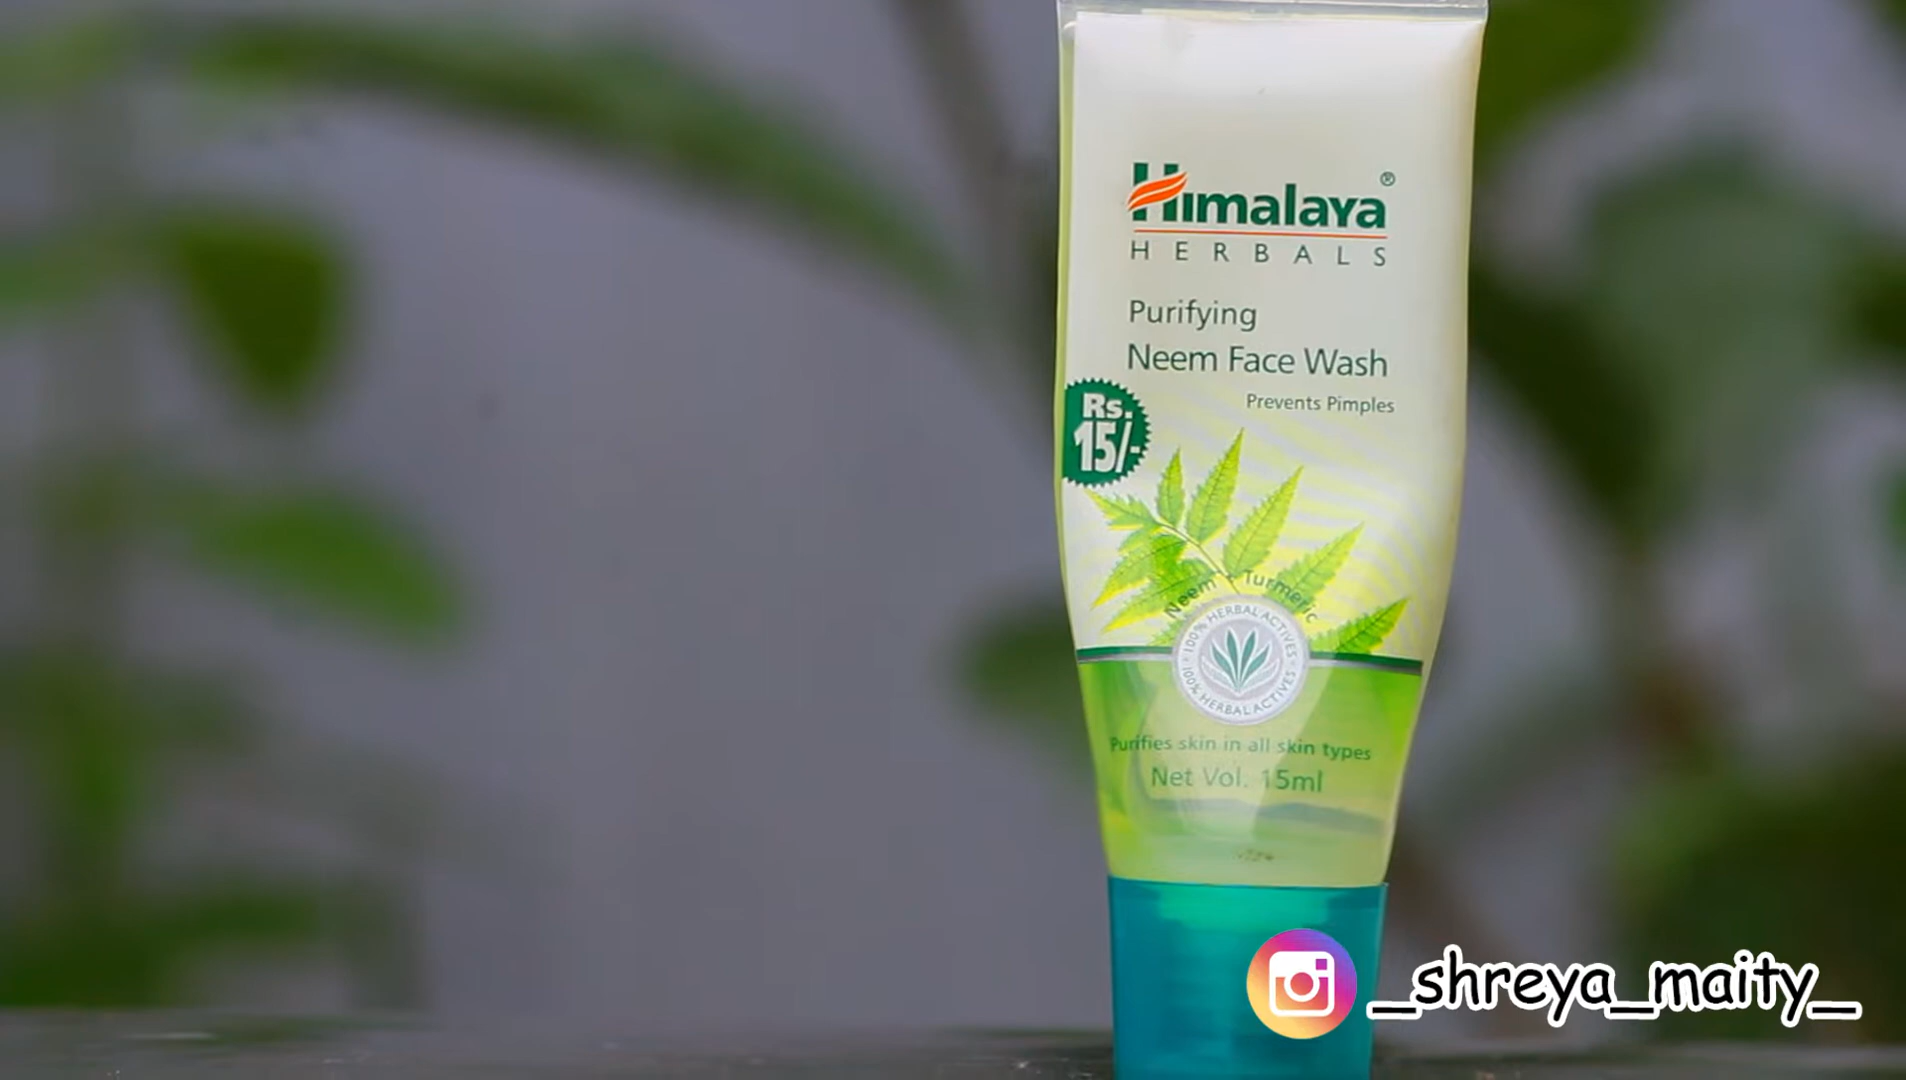 Himalaya®
HERBALS
Purifying
Neem Face Wash
Prevents Pimples
Rs.
15/-
Neem + Turmeric
100% HERBAL ACTIVES
100% HERBAL ACTIVES
Purifies skin in all skin types
Net Vol. 15ml
_shreya_maity_